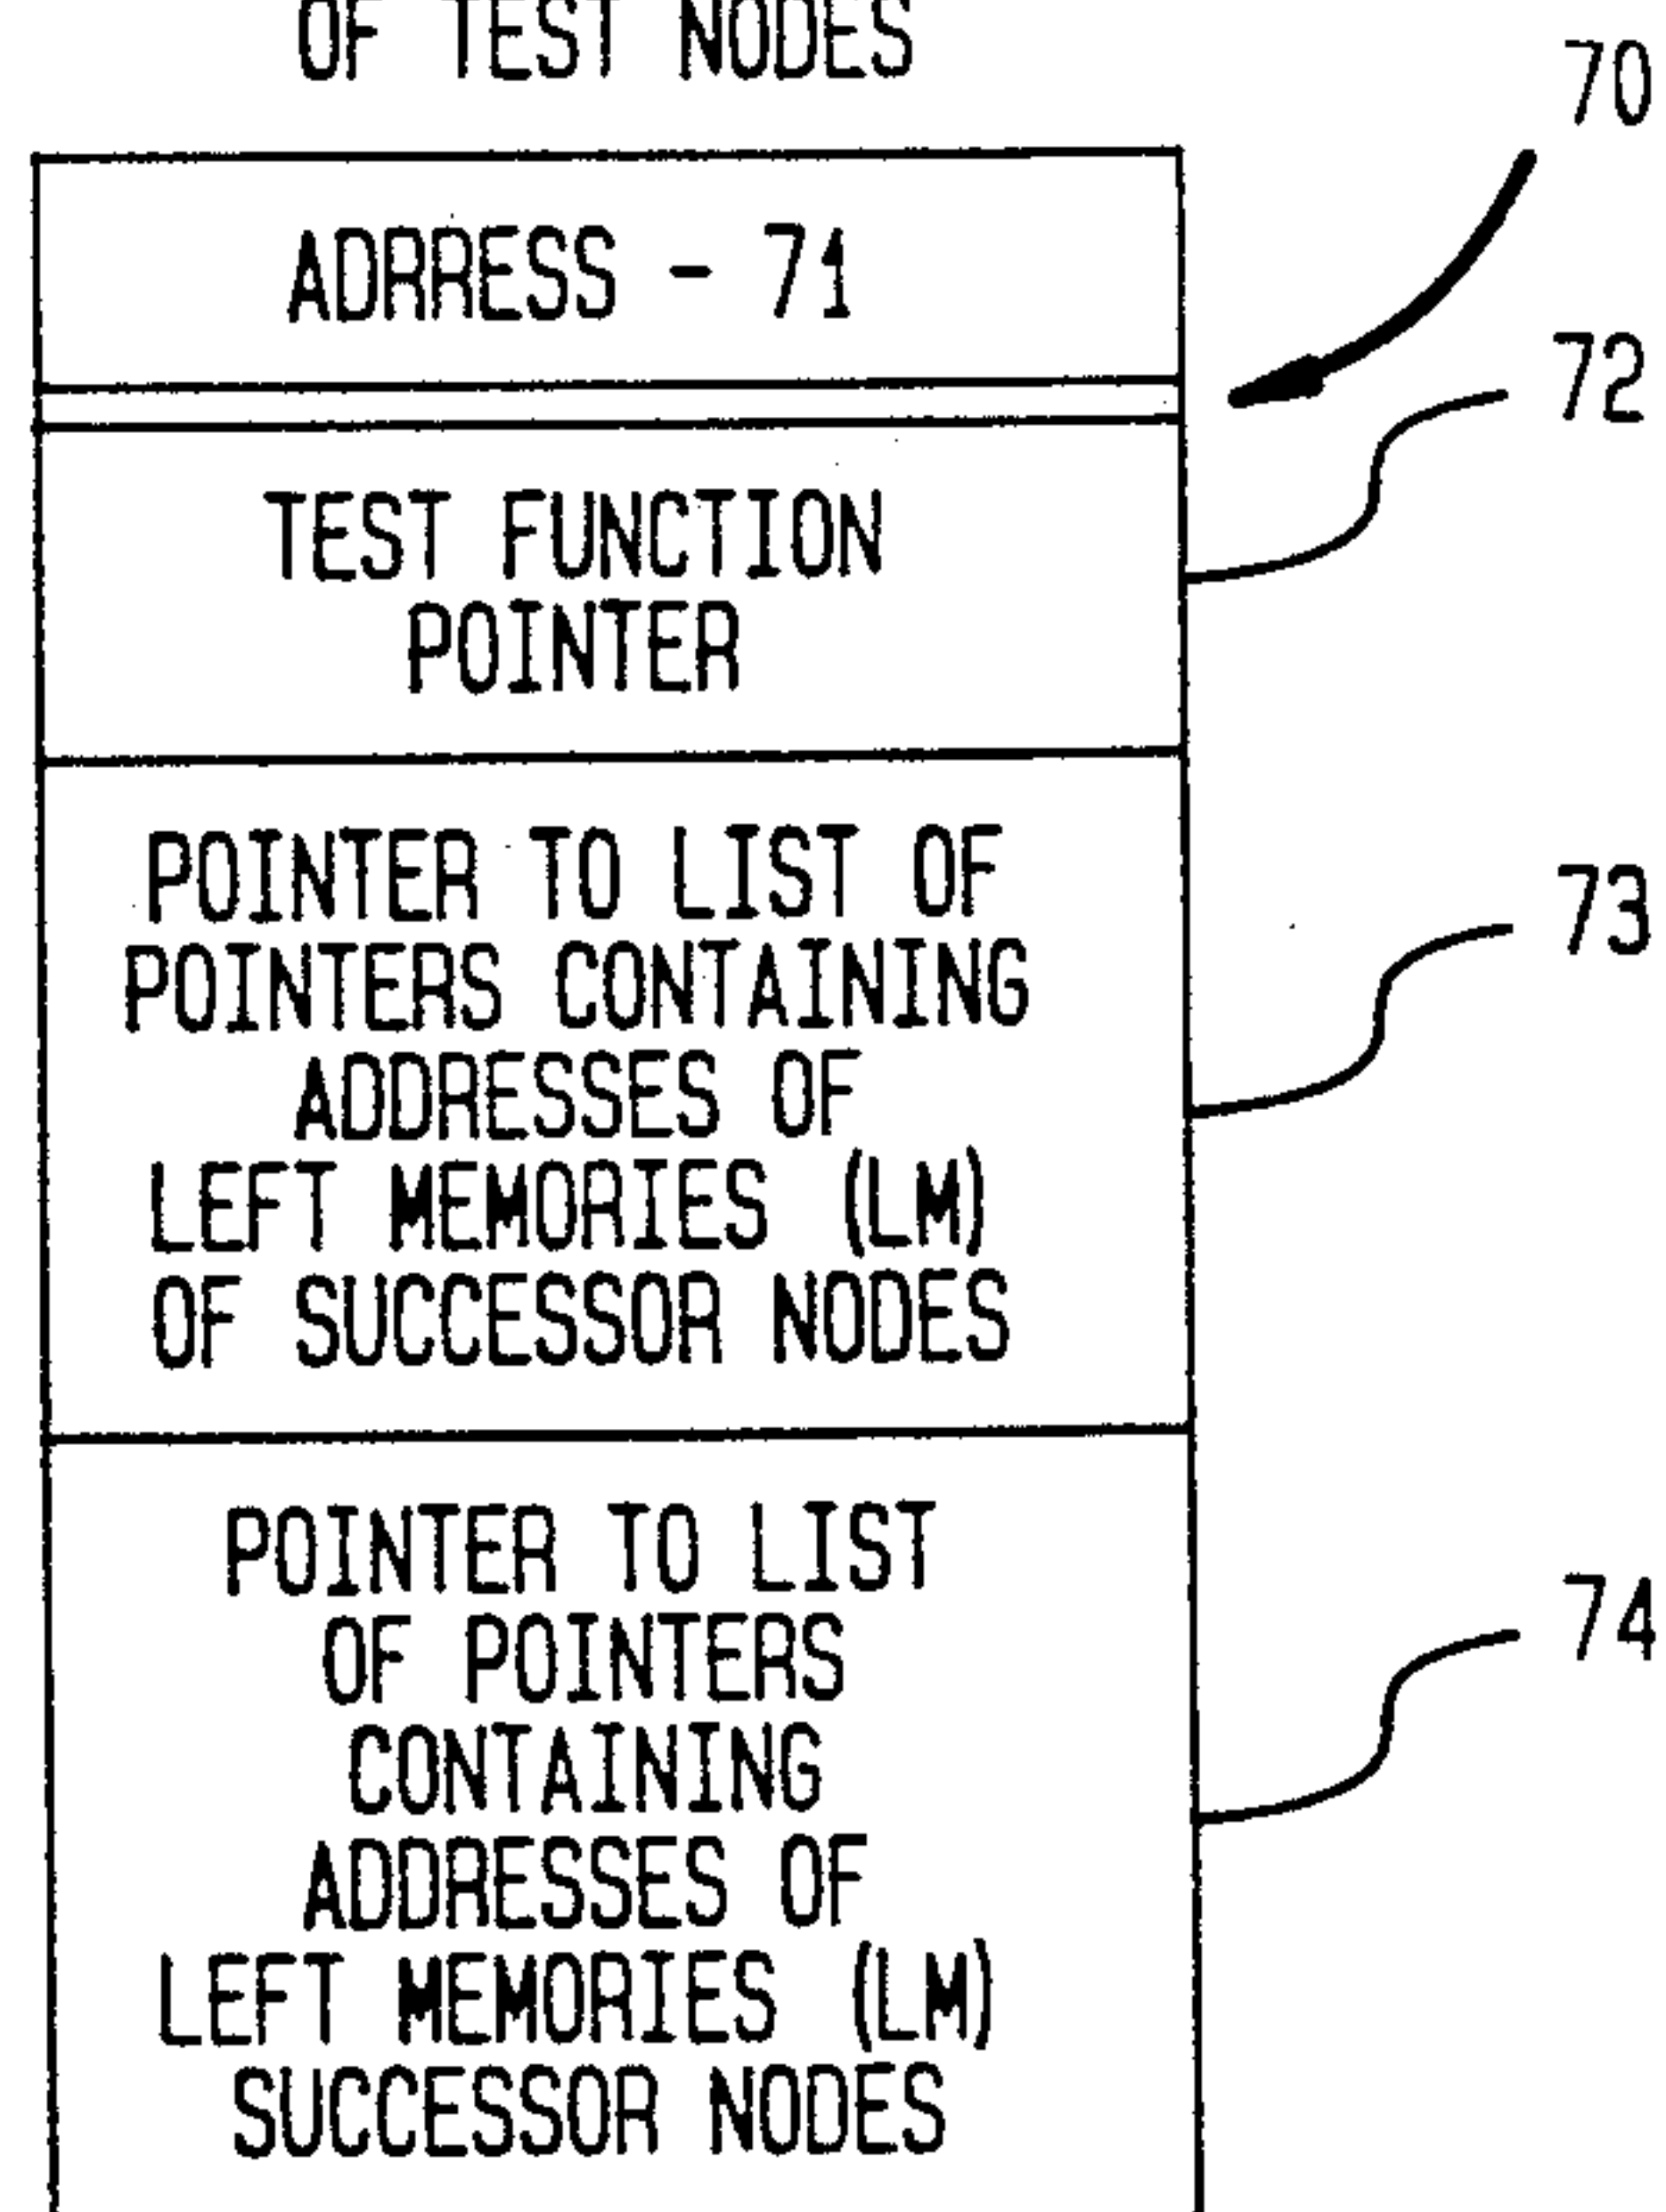 OF TEST NODES
70
ADRRESS - 71
72
TEST FUNCTION
POINTER
POINTER TO LIST OF
POINTERS CONTAINING
ADDRESSES OF
LEFT MEMORIES (LM)
OF SUCCESSOR NODES
73
POINTER TO LIST
OF POINTERS
CONTAINING
ADDRESSES OF
LEFT MEMORIES (LM)
SUCCESSOR NODES
74